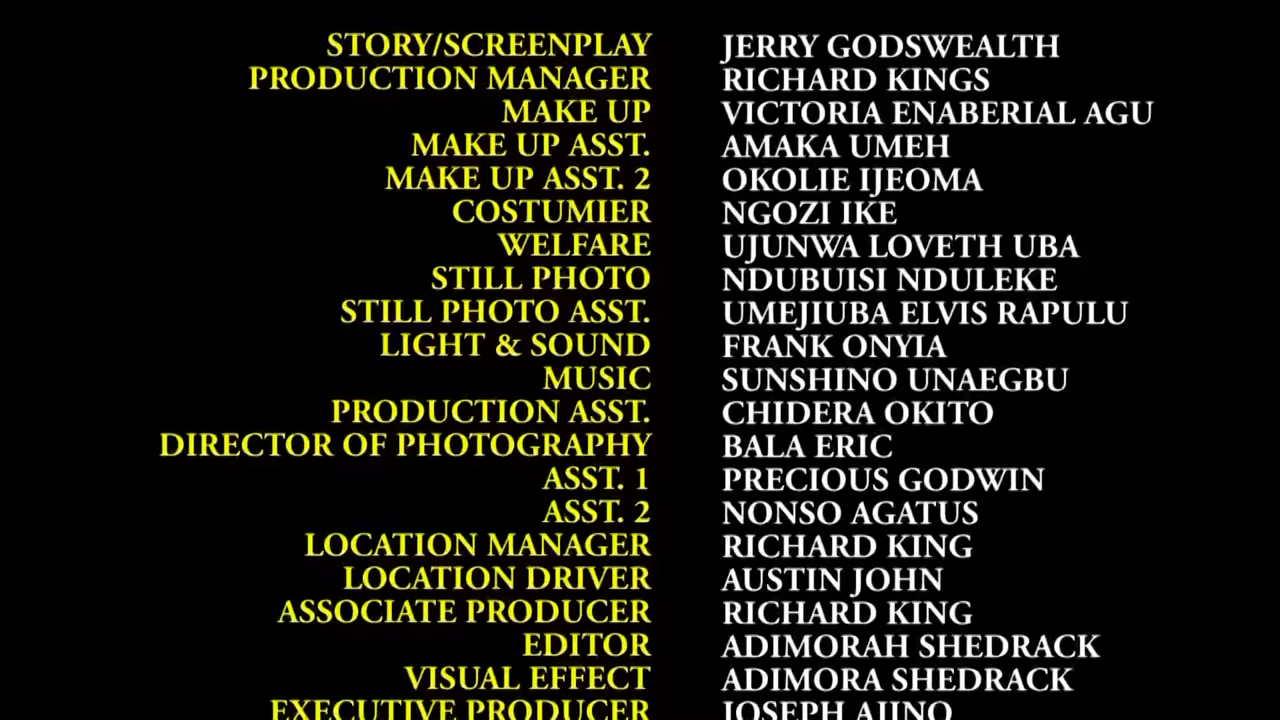 STORY/SCREENPLAY JERRY GODSWEALTH
PRODUCTION MANAGER RICHARD KINGS
MAKE UP VICTORIA ENABERIAL AGU
MAKE UP ASST. AMAKA UMEH
MAKE UP ASST. 2 OKOLIE IJEOMA
COSTUMIER NGOZI IKE
WELFARE UJUNWA LOVETH UBA
STILL PHOTO NDUBUISI NDULEKE
STILL PHOTO ASST. UMEJIUBA ELVIS RAPULU
LIGHT & SOUND FRANK ONYIA
MUSIC SUNSHINO UNAEGBU
PRODUCTION ASST. CHIDERA OKITO
DIRECTOR OF PHOTOGRAPHY BALA ERIC
ASST. 1 PRECIOUS GODWIN
ASST. 2 NONSO AGATUS
LOCATION MANAGER RICHARD KING
LOCATION DRIVER AUSTIN JOHN
ASSOCIATE PRODUCER RICHARD KING
EDITOR ADIMORAH SHEDRACK
VISUAL EFFECT ADIMORA SHEDRACK
EXECUTIVE PRODUCER JOSEPH